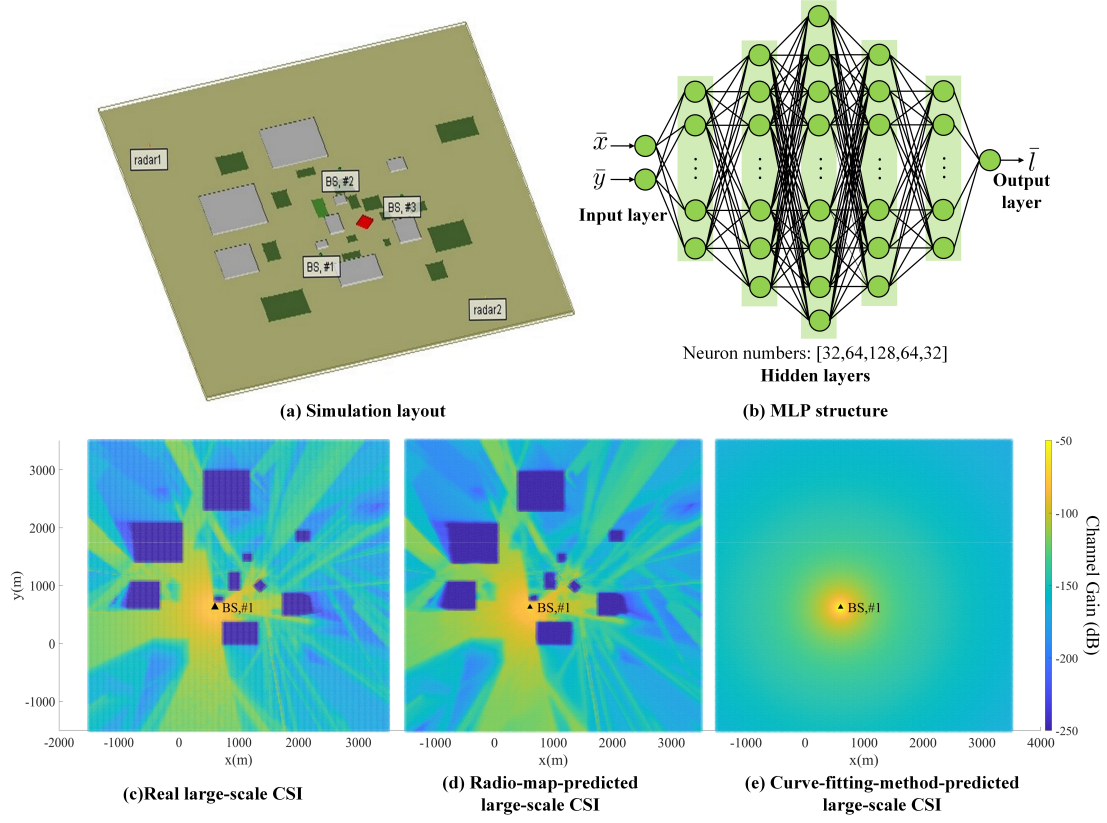 radar1
BS, #2
BS, #3
BS, #1
radar2
(a) Simulation layout
x̄
ȳ
Input layer
l̄
Output
layer
Neuron numbers: [32,64,128,64,32]
Hidden layers
(b) MLP structure
3000
2000
1000
0
-1000
y(m)
-2000
-1000
0
1000
2000
3000
x(m)
BS,#1
(c)Real large-scale CSI
-1000
0
1000
2000
3000
x(m)
BS,#1
(d) Radio-map-predicted
large-scale CSI
-1000
0
1000
2000
3000
4000
x(m)
BS,#1
(e) Curve-fitting-method-predicted
large-scale CSI
-50
-100
-150
-200
-250
Channel Gain (dB)